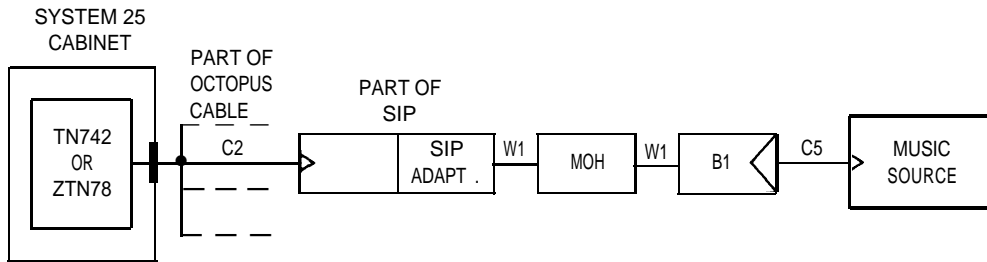 SYSTEM 25
CABINET
PART OF
OCTOPUS
CABLE
PART OF
SIP
TN742
OR
ZTN78
C2
SIP
ADAPT .
W1
MOH
W1
B1
C5
MUSIC
SOURCE